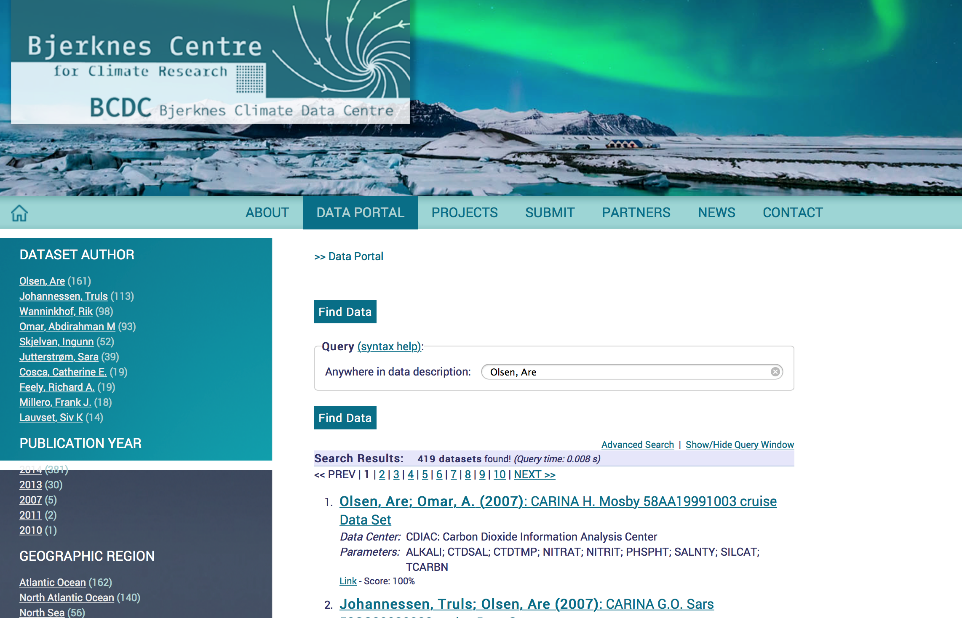 Bjerknes Centre
for Climate Research
BCDC Bjerknes Climate Data Centre
ABOUT DATA PORTAL PROJECTS SUBMIT PARTNERS NEWS CONTACT
DATASET AUTHOR
Olsen, Are (161)
Johannessen, Truls (113)
Wanninkhof, Rik (98)
Omar, Abdirahman M (93)
Skjelvan, Ingunn (52)
Jutterstrøm, Sara (39)
Cosca, Catherine E. (19)
Feely, Richard A. (19)
Millero, Frank J. (18)
Lauvset, Siv K (14)
PUBLICATION YEAR
2014 (381)
2013 (30)
2007 (5)
2011 (2)
2010 (1)
GEOGRAPHIC REGION
Atlantic Ocean (162)
North Atlantic Ocean (140)
North Sea (56)
>> Data Portal
Find Data
Query (syntax help):
Anywhere in data description: Olsen, Are
Find Data
Advanced Search | Show/Hide Query Window
Search Results: 419 datasets found! (Query time: 0.008 s)
<< PREV | 1 | 2 | 3 | 4 | 5 | 6 | 7 | 8 | 9 | 10 | NEXT >>
1. Olsen, Are; Omar, A. (2007): CARINA H. Mosby 58AA19991003 cruise
Data Set
Data Center: CDIAC: Carbon Dioxide Information Analysis Center
Parameters: ALKALI; CTDSAL; CTDTMP; NITRAT; NITRIT; PHSPHT; SALNTY; SILCAT;
TCARBN
Link - Score: 100%
2. Johannessen, Truls; Olsen, Are (2007): CARINA G.O. Sars